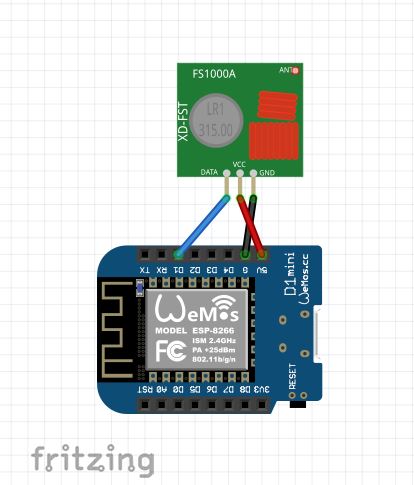 FS1000A
ANT
XD-FST
LR1
315.00
DATA
VCC
GND
TX
RX
D1
D2
D3
D4
G
5V
D1 mini
WeMos.cc
WeMos
MODEL ESP-8266
ISM 2.4GHz
PA +25dBm
802.11b/g/n
FC
RST
A0
D0
D5
D6
D7
D8
3V3
RESET
fritzing